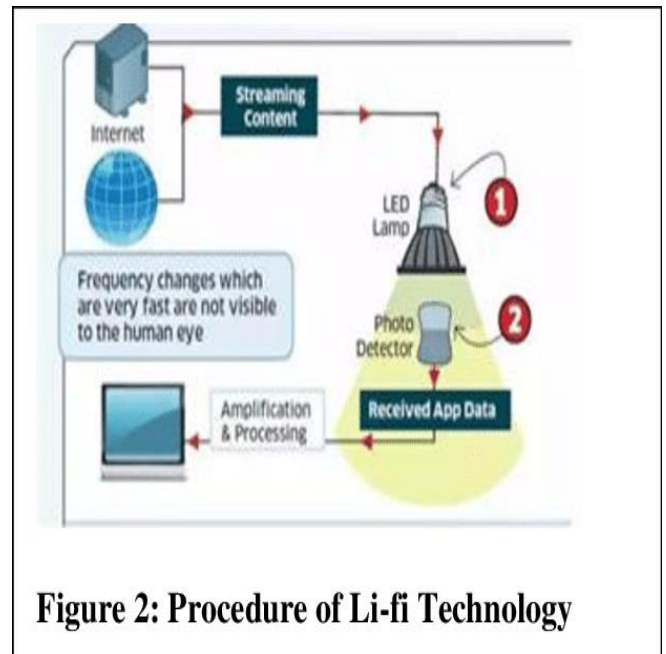 Streaming
Content
Internet
LED
Lamp
1
Frequency changes which
are very fast are not visible
to the human eye
Photo
Detector
2
Amplification
& Processing
Received App Data
Figure 2: Procedure of Li-fi Technology